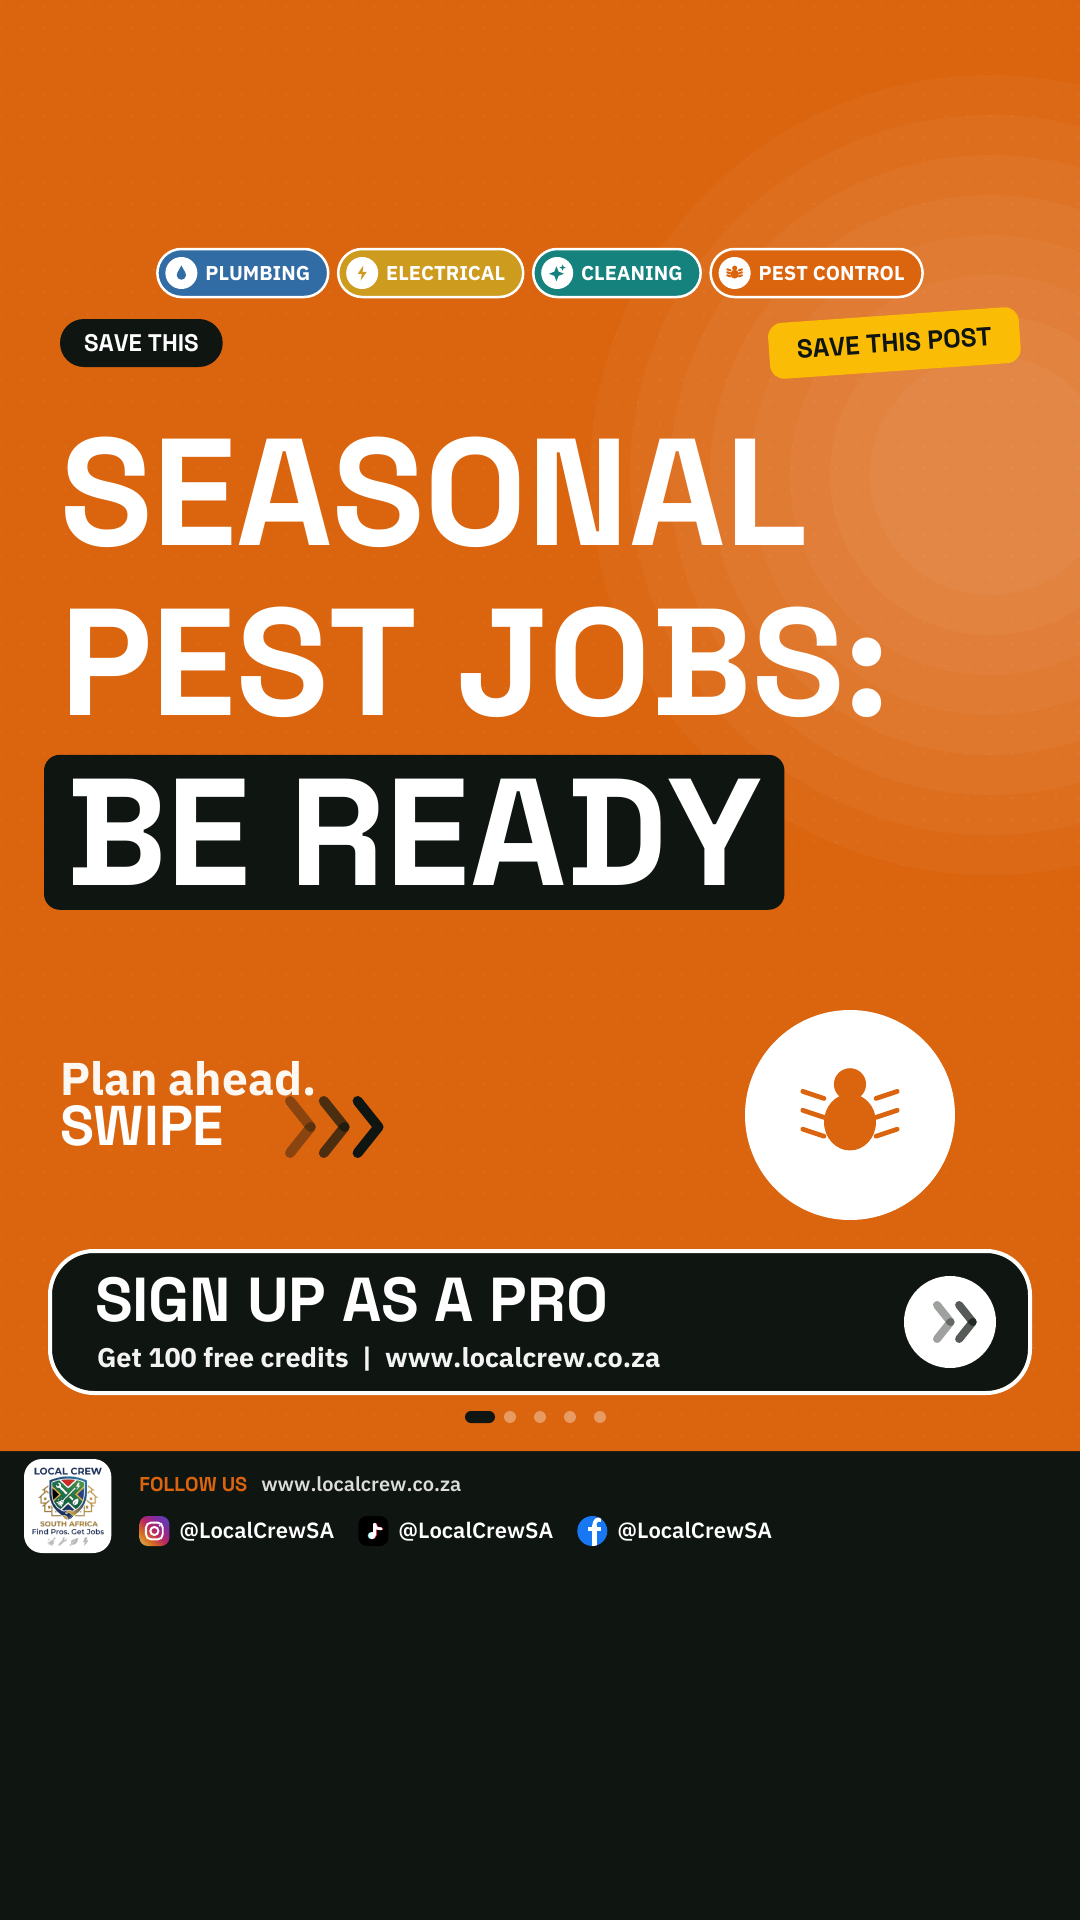 PLUMBING ELECTRICAL CLEANING PEST CONTROL
SAVE THIS
SAVE THIS POST
SEASONAL
PEST JOBS:
BE READY
Plan ahead.
SWIPE
SIGN UP AS A PRO
Get 100 free credits | www.localcrew.co.za
LOCAL CREW
SOUTH AFRICA
Find Pros. Get Jobs
FOLLOW US www.localcrew.co.za
@LocalCrewSA @LocalCrewSA @LocalCrewSA